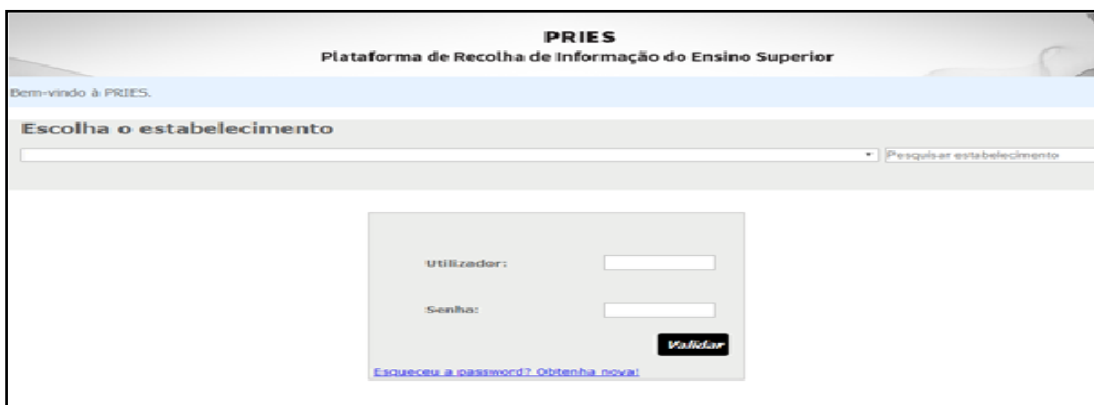 PRIES
Plataforma de Recolha de Informação do Ensino Superior
Bem-vindo à PRIES.
Escolha o estabelecimento
Pesquisar estabelecimento
Utilizador:
Senha:
Validar
Esqueceu a password? Obtenha nova!